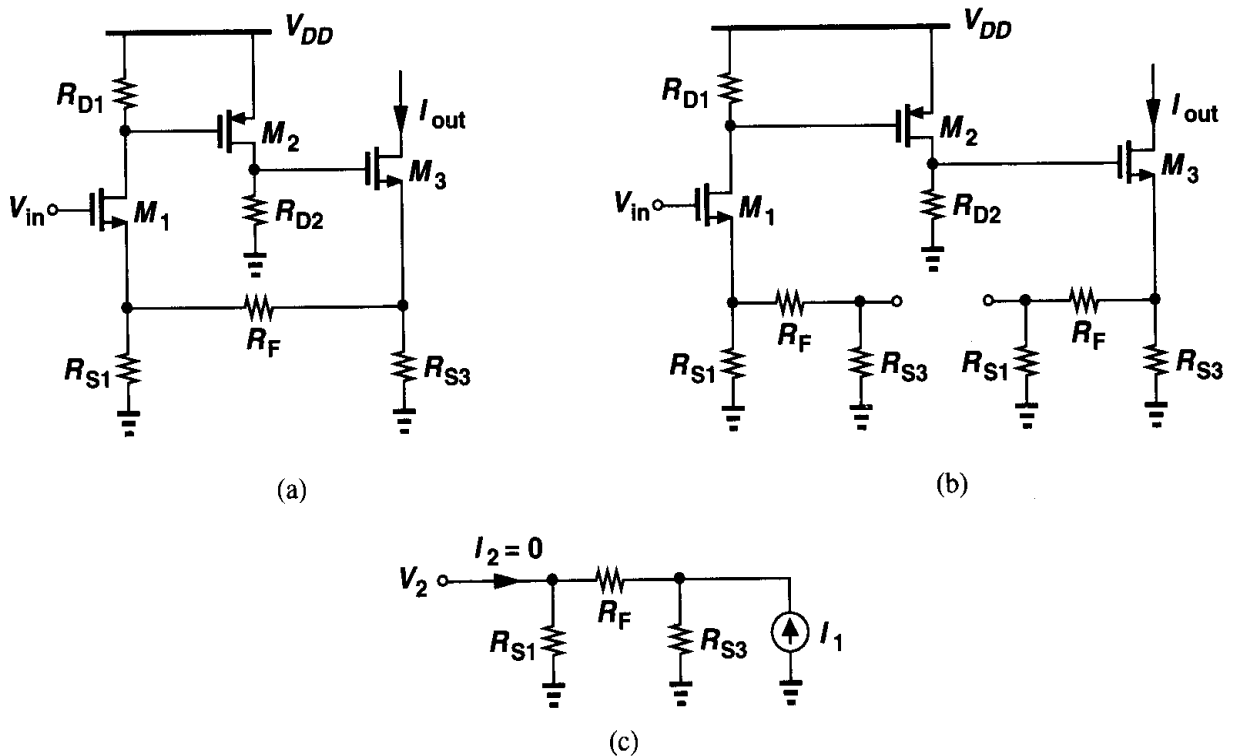 V_DD
R_D1
M_2
I_out
M_3
V_in
M_1
R_D2
R_F
R_S1
R_S3
(a)
V_DD
R_D1
M_2
I_out
M_3
V_in
M_1
R_D2
R_F
R_F
R_S1
R_S3
R_S1
R_S3
(b)
I_2 = 0
V_2
R_F
R_S1
R_S3
I_1
(c)